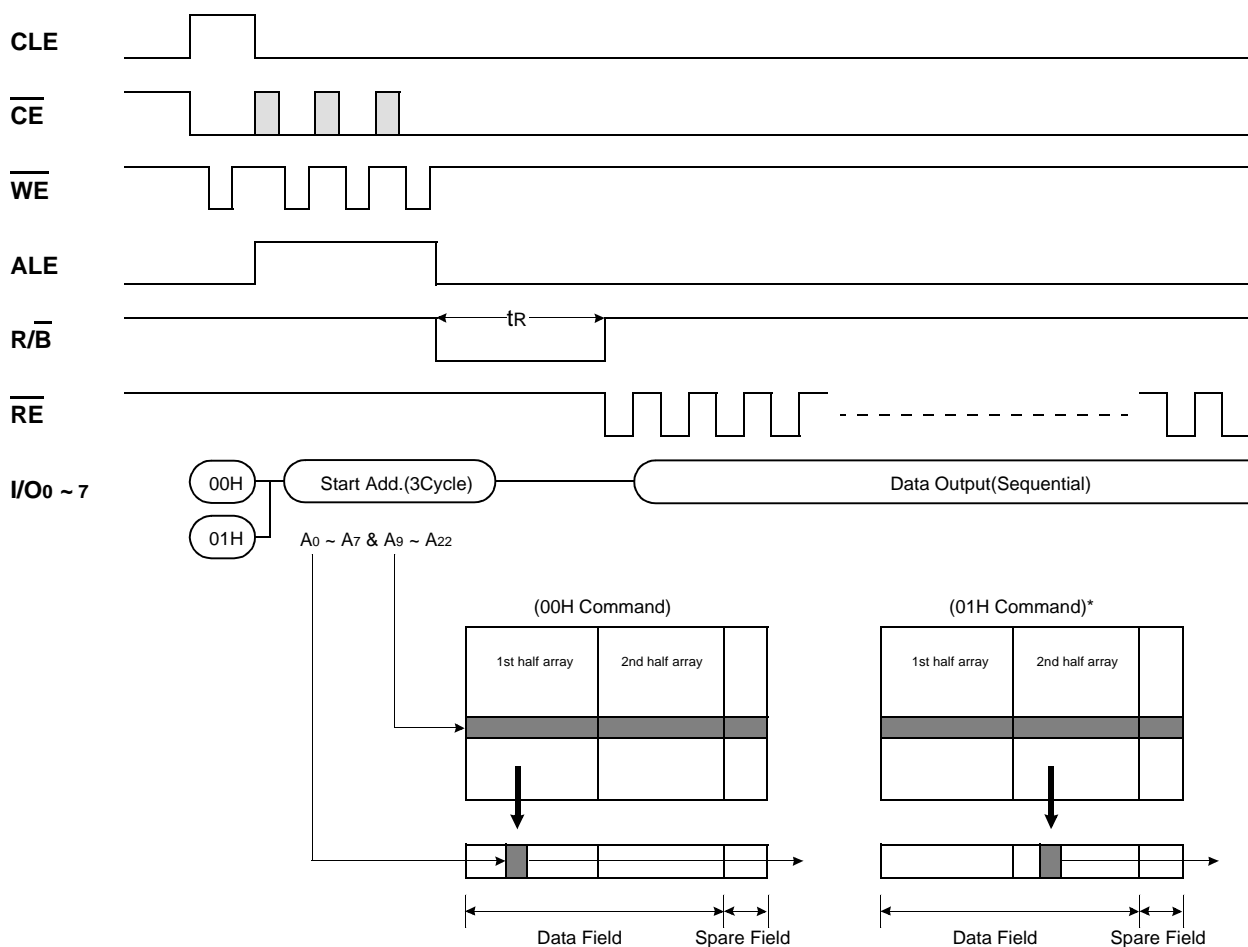 CLE
CE
WE
ALE
R/B
tR
RE
I/O0 ~ 7
00H
Start Add.(3Cycle)
Data Output(Sequential)
01H
A0 ~ A7 & A9 ~ A22
(00H Command)
(01H Command)*
1st half array
2nd half array
1st half array
2nd half array
Data Field
Spare Field
Data Field
Spare Field